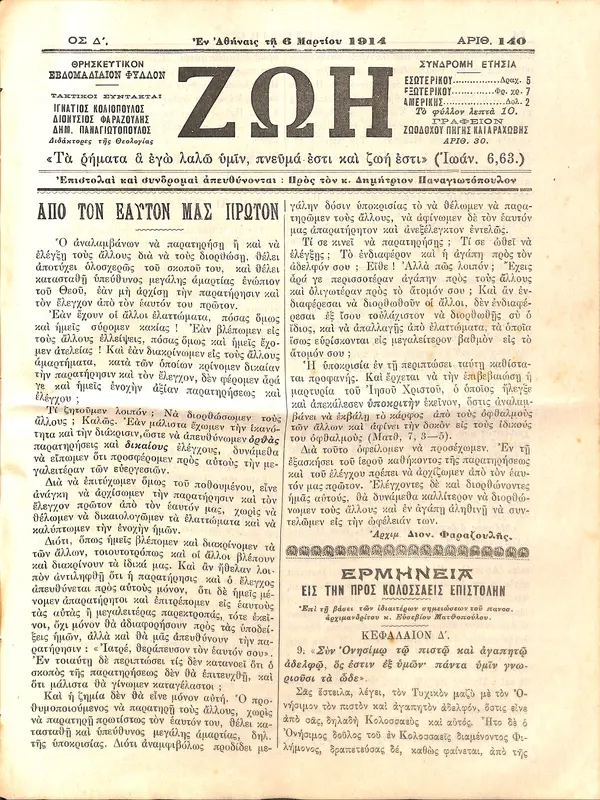 ΟΣ Δ΄.
Ἐν Ἀθήναις τῇ 6 Μαρτίου 1914
ΑΡΙΘ. 140
ΘΡΗΣΚΕΥΤΙΚΟΝ
ΕΒΔΟΜΑΔΙΑΙΟΝ ΦΥΛΛΟΝ
ΤΑΚΤΙΚΟΙ ΣΥΝΤΑΚΤΑΙ
ΙΓΝΑΤΙΟΣ ΚΟΛΙΟΠΟΥΛΟΣ
ΔΙΟΝΥΣΙΟΣ ΦΑΡΑΖΟΥΛΗΣ
ΔΗΜ. ΠΑΝΑΓΙΩΤΟΠΟΥΛΟΣ
Διδάκτορες τῆς Θεολογίας
ΖΩΗ
ΣΥΝΔΡΟΜΗ ΕΤΗΣΙΑ
ΕΣΩΤΕΡΙΚΟΥ................Δραχ. 5
ΕΞΩΤΕΡΙΚΟΥ.............Φρ. χρ. 7
ΑΜΕΡΙΚΗΣ..................Δολ. 2
Τὸ φύλλον λεπτὰ 10.
ΓΡΑΦΕΙΟΝ
ΖΩΟΔΟΧΟΥ ΠΗΓΗΣ ΚΑΙ ΑΡΑΧΩΒΗΣ
ΑΡΙΘ. 30.
«Τὰ ῥήματα ἃ ἐγὼ λαλῶ ὑμῖν, πνεῦμά ἐστι καὶ ζωή ἐστι» (Ἰωάν. 6,63.)
Ἐπιστολαὶ καὶ συνδρομαὶ ἀπευθύνονται : Πρὸς τὸν κ. Δημήτριον Παναγιωτόπουλον
ΑΠΟ ΤΟΝ ΕΑΥΤΟΝ ΜΑΣ ΠΡΩΤΟΝ
Ὁ ἀναλαμβάνων νὰ παρατηρήσῃ ἢ καὶ νὰ
ἐλέγξῃ τοὺς ἄλλους διὰ νὰ τοὺς διορθώσῃ, θέλει
ἀποτύχει ὁλοσχερῶς τοῦ σκοποῦ του, καὶ θέλει
κατασταθῆ ὑπεύθυνος μεγάλης ἁμαρτίας ἐνώπιον
τοῦ Θεοῦ, ἐὰν μὴ ἀρχίσῃ τὴν παρατήρησιν καὶ
τὸν ἔλεγχον ἀπὸ τὸν ἑαυτόν του πρῶτον.
Ἐὰν ἔχουν οἱ ἄλλοι ἐλαττώματα, πόσας ὅμως
καὶ ἡμεῖς σύρομεν κακίας ! Ἐὰν βλέπωμεν εἰς
τοὺς ἄλλους ἐλλείψεις, πόσας ὅμως καὶ ἡμεῖς ἔχο-
μεν ἀτελείας ! Καὶ ἐὰν διακρίνωμεν εἰς τοὺς ἄλλους
ἁμαρτήματα, κατὰ τῶν ὁποίων κρίνομεν δικαίαν
τὴν παρατήρησιν καὶ τὸν ἔλεγχον, δὲν φέρομεν ἆρά
γε καὶ ἡμεῖς ἐνοχὴν ἀξίαν παρατηρήσεως καὶ
ἐλέγχου ;
Τί ζητοῦμεν λοιπόν ; Νὰ διορθώσωμεν τοὺς
ἄλλους ; Καλῶς. Ἐὰν μάλιστα ἔχωμεν τὴν ἱκανό-
τητα καὶ τὴν διάκρισιν, ὥστε νὰ ἀπευθύνωμεν ὀρθὰς
παρατηρήσεις καὶ δικαίους ἐλέγχους, δυνάμεθα
νὰ εἴπωμεν ὅτι προσφέρομεν πρὸς αὐτοὺς τὴν με-
γαλειτέραν τῶν εὐεργεσιῶν.
Διὰ νὰ ἐπιτύχωμεν ὅμως τοῦ ποθουμένου, εἶνε
ἀνάγκη νὰ ἀρχίσωμεν τὴν παρατήρησιν καὶ τὸν
ἔλεγχον πρῶτον ἀπὸ τὸν ἑαυτόν μας, χωρὶς νὰ
θέλωμεν νὰ δικαιολογῶμεν τὰ ἐλαττώματα καὶ νὰ
καλύπτωμεν τὴν ἐνοχὴν ἡμῶν.
Διότι, ὅπως ἡμεῖς βλέπομεν καὶ διακρίνομεν τὰ
τῶν ἄλλων, τοιουτοτρόπως καὶ οἱ ἄλλοι βλέπουν
καὶ διακρίνουν τὰ ἰδικά μας. Καὶ ἂν ἤθελαν λοι-
πὸν ἀντιληφθῆ ὅτι ἡ παρατήρησις καὶ ὁ ἔλεγχος
ἀπευθύνεται πρὸς αὐτοὺς μόνον, ὅτι δὲ ἡμεῖς μέ-
νομεν ἀπαρατήρητοι καὶ ἐπιτρέπομεν εἰς ἑαυτοὺς
τὰς αὐτὰς ἢ μεγαλειτέρας παρεκτροπάς, τότε ἐκεῖ-
νοι, ὄχι μόνον θὰ ἀδιαφορήσουν πρὸς τὰς ὑποδεί-
ξεις ἡμῶν, ἀλλὰ καὶ θὰ μᾶς ἀπευθύνουν τὴν πα-
ρατήρησιν : «Ἰατρέ, θεράπευσον τὸν ἑαυτόν σου».
Ἐν τοιαύτῃ δὲ περιπτώσει τίς δὲν κατανοεῖ ὅτι ὁ
σκοπὸς τῆς παρατηρήσεως δὲν θὰ ἐπιτευχθῆ, καὶ
ὅτι μάλιστα θὰ γίνωμεν καταγέλαστοι ;
Καὶ ἡ ζημία δὲν θὰ εἶνε μόνον αὐτή. Ὁ προ-
θυμοποιούμενος νὰ παρατηρῇ τοὺς ἄλλους, χωρὶς
νὰ παρατηρῇ πρωτίστως τὸν ἑαυτόν του, θέλει κα-
τασταθῆ καὶ ὑπεύθυνος μεγάλης ἁμαρτίας, δηλ.
τῆς ὑποκρισίας. Διότι ἀναμφιβόλως προδίδει με-
γάλην δόσιν ὑποκρισίας τὸ νὰ θέλωμεν νὰ παρα-
τηρῶμεν τοὺς ἄλλους, νὰ ἀφίνωμεν δὲ τὸν ἑαυτόν
μας ἀπαρατήρητον καὶ ἀνεξέλεγκτον ἐντελῶς.
Τί σε κινεῖ νὰ παρατηρήσῃς ; Τί σε ὠθεῖ νὰ
ἐλέγξῃς ; Τὸ ἐνδιαφέρον καὶ ἡ ἀγάπη πρὸς τὸν
ἀδελφόν σου ; Εἴθε ! Ἀλλὰ πῶς λοιπόν ; Ἔχεις
ἆρά γε περισσοτέραν ἀγάπην πρὸς τοὺς ἄλλους
καὶ ὀλιγωτέραν πρὸς τὸ ἄτομόν σου ; Καὶ ἂν ἐν-
διαφέρεσαι νὰ διορθωθοῦν οἱ ἄλλοι, δὲν ἐνδιαφέ-
ρεσαι ἐξ ἴσου τοὐλάχιστον νὰ διορθωθῇς σὺ ὁ
ἴδιος, καὶ νὰ ἀπαλλαγῇς ἀπὸ ἐλαττώματα, τὰ ὁποῖα
ἴσως εὑρίσκονται εἰς μεγαλείτερον βαθμὸν εἰς τὸ
ἄτομόν σου ;
Ἡ ὑποκρισία ἐν τῇ περιπτώσει ταύτῃ καθίστα-
ται προφανής. Καὶ ἔρχεται νὰ τὴν ἐπιβεβαιώσῃ ἡ
μαρτυρία τοῦ Ἰησοῦ Χριστοῦ, ὁ ὁποῖος ἤλεγξε
καὶ ἀπεκάλεσεν ὑποκριτὴν ἐκεῖνον, ὅστις ἀναλαμ-
βάνει νὰ ἐκβάλῃ τὸ κάρφος ἀπὸ τοὺς ὀφθαλμοὺς
τῶν ἄλλων καὶ ἀφίνει τὴν δοκὸν εἰς τοὺς ἰδικούς
του ὀφθαλμούς (Ματθ. 7, 3—5).
Διὰ τοῦτο ὀφείλομεν νὰ προσέχωμεν. Ἐν τῇ
ἐξασκήσει τοῦ ἱεροῦ καθήκοντος τῆς παρατηρήσεως
καὶ τοῦ ἐλέγχου πρέπει νὰ ἀρχίζωμεν ἀπὸ τὸν ἑαυ-
τόν μας πρῶτον. Ἐλέγχοντες δὲ καὶ διορθώνοντες
ἡμᾶς αὐτούς, θὰ δυνάμεθα καλλίτερον νὰ διορθώ-
νωμεν τοὺς ἄλλους καὶ ἐν ἀγάπῃ ἀληθινῇ νὰ συν-
τελῶμεν εἰς τὴν ὠφέλειάν των.
Ἀρχιμ. Διον. Φαραζουλῆς.
ΕΡΜΗΝΕΙΑ
ΕΙΣ ΤΗΝ ΠΡΟΣ ΚΟΛΟΣΣΑΕΙΣ ΕΠΙΣΤΟΛΗΝ
Ἐπὶ τῇ βάσει τῶν ἰδιαιτέρων σημειώσεων τοῦ πανοσ.
ἀρχιμανδρίτου κ. Εὐσεβίου Ματθοπούλου.
ΚΕΦΑΛΑΙΟΝ Δ΄.
9. «Σὺν Ὀνησίμῳ τῷ πιστῷ καὶ ἀγαπητῷ
ἀδελφῷ, ὅς ἐστιν ἐξ ὑμῶν· πάντα ὑμῖν γνω-
ριοῦσι τὰ ὧδε».
Σᾶς ἔστειλα, λέγει, τὸν Τυχικὸν μαζὺ μὲ τὸν Ὀ-
νήσιμον τὸν πιστὸν καὶ ἀγαπητὸν ἀδελφόν, ὅστις εἶνε
ἀπὸ σᾶς, δηλαδὴ Κολοσσαεὺς καὶ αὐτός. Ἦτο δὲ ὁ
Ὀνήσιμος δοῦλος τοῦ ἐν Κολοσσαεῖς διαμένοντος Φι-
λήμονος, δραπετεύσας δέ, καθὼς φαίνεται, ἀπὸ τῆς